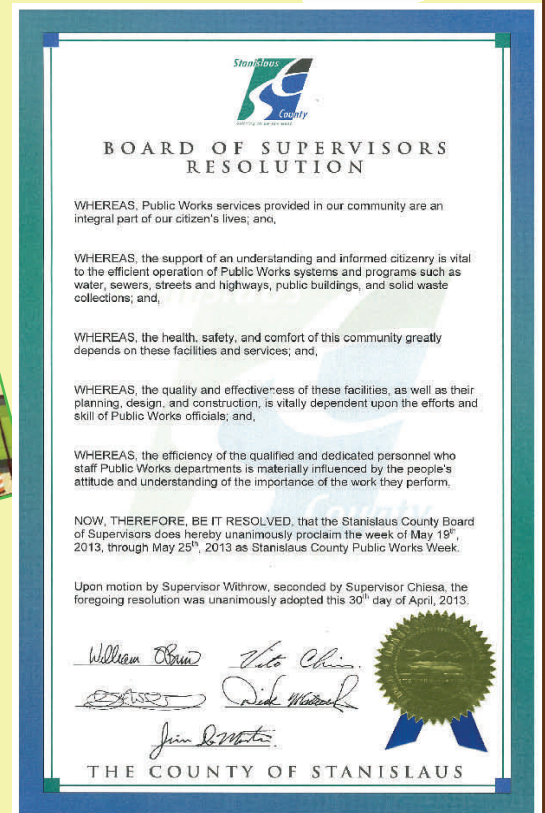 Stanislaus
County
BOARD OF SUPERVISORS
RESOLUTION
WHEREAS, Public Works services provided in our community are an
integral part of our citizen's lives; and,
WHEREAS, the support of an understanding and informed citizenry is vital
to the efficient operation of Public Works systems and programs such as
water, sewers, streets and highways, public buildings, and solid waste
collections; and,
WHEREAS, the health, safety, and comfort of this community greatly
depends on these facilities and services; and,
WHEREAS, the quality and effectiveness of these facilities, as well as their
planning, design, and construction, is vitally dependent upon the efforts and
skill of Public Works officials; and,
WHEREAS, the efficiency of the qualified and dedicated personnel who
staff Public Works departments is materially influenced by the people's
attitude and understanding of the importance of the work they perform,
NOW, THEREFORE, BE IT RESOLVED, that the Stanislaus County Board
of Supervisors does hereby unanimously proclaim the week of May 19th,
2013, through May 25th, 2013 as Stanislaus County Public Works Week.
Upon motion by Supervisor Withrow, seconded by Supervisor Chiesa, the
foregoing resolution was unanimously adopted this 30th day of April, 2013.
William O'Brien Vito Chiesa
Jim DeMartini
THE COUNTY OF STANISLAUS